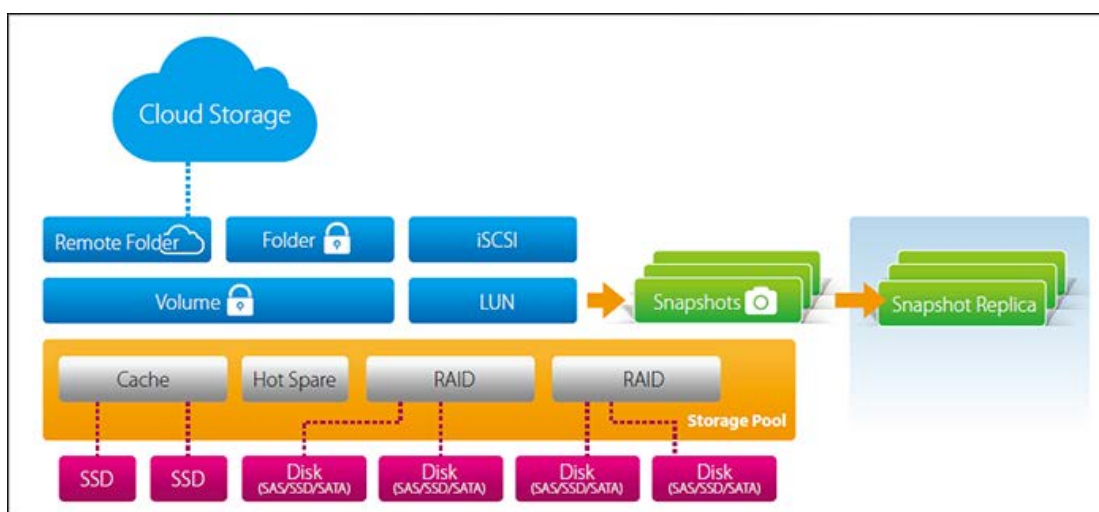 Cloud Storage
Remote Folder
Folder
iSCSI
Volume
LUN
Snapshots
Snapshot Replica
Cache
Hot Spare
RAID
RAID
Storage Pool
SSD
SSD
Disk
(SAS/SSD/SATA)
Disk
(SAS/SSD/SATA)
Disk
(SAS/SSD/SATA)
Disk
(SAS/SSD/SATA)